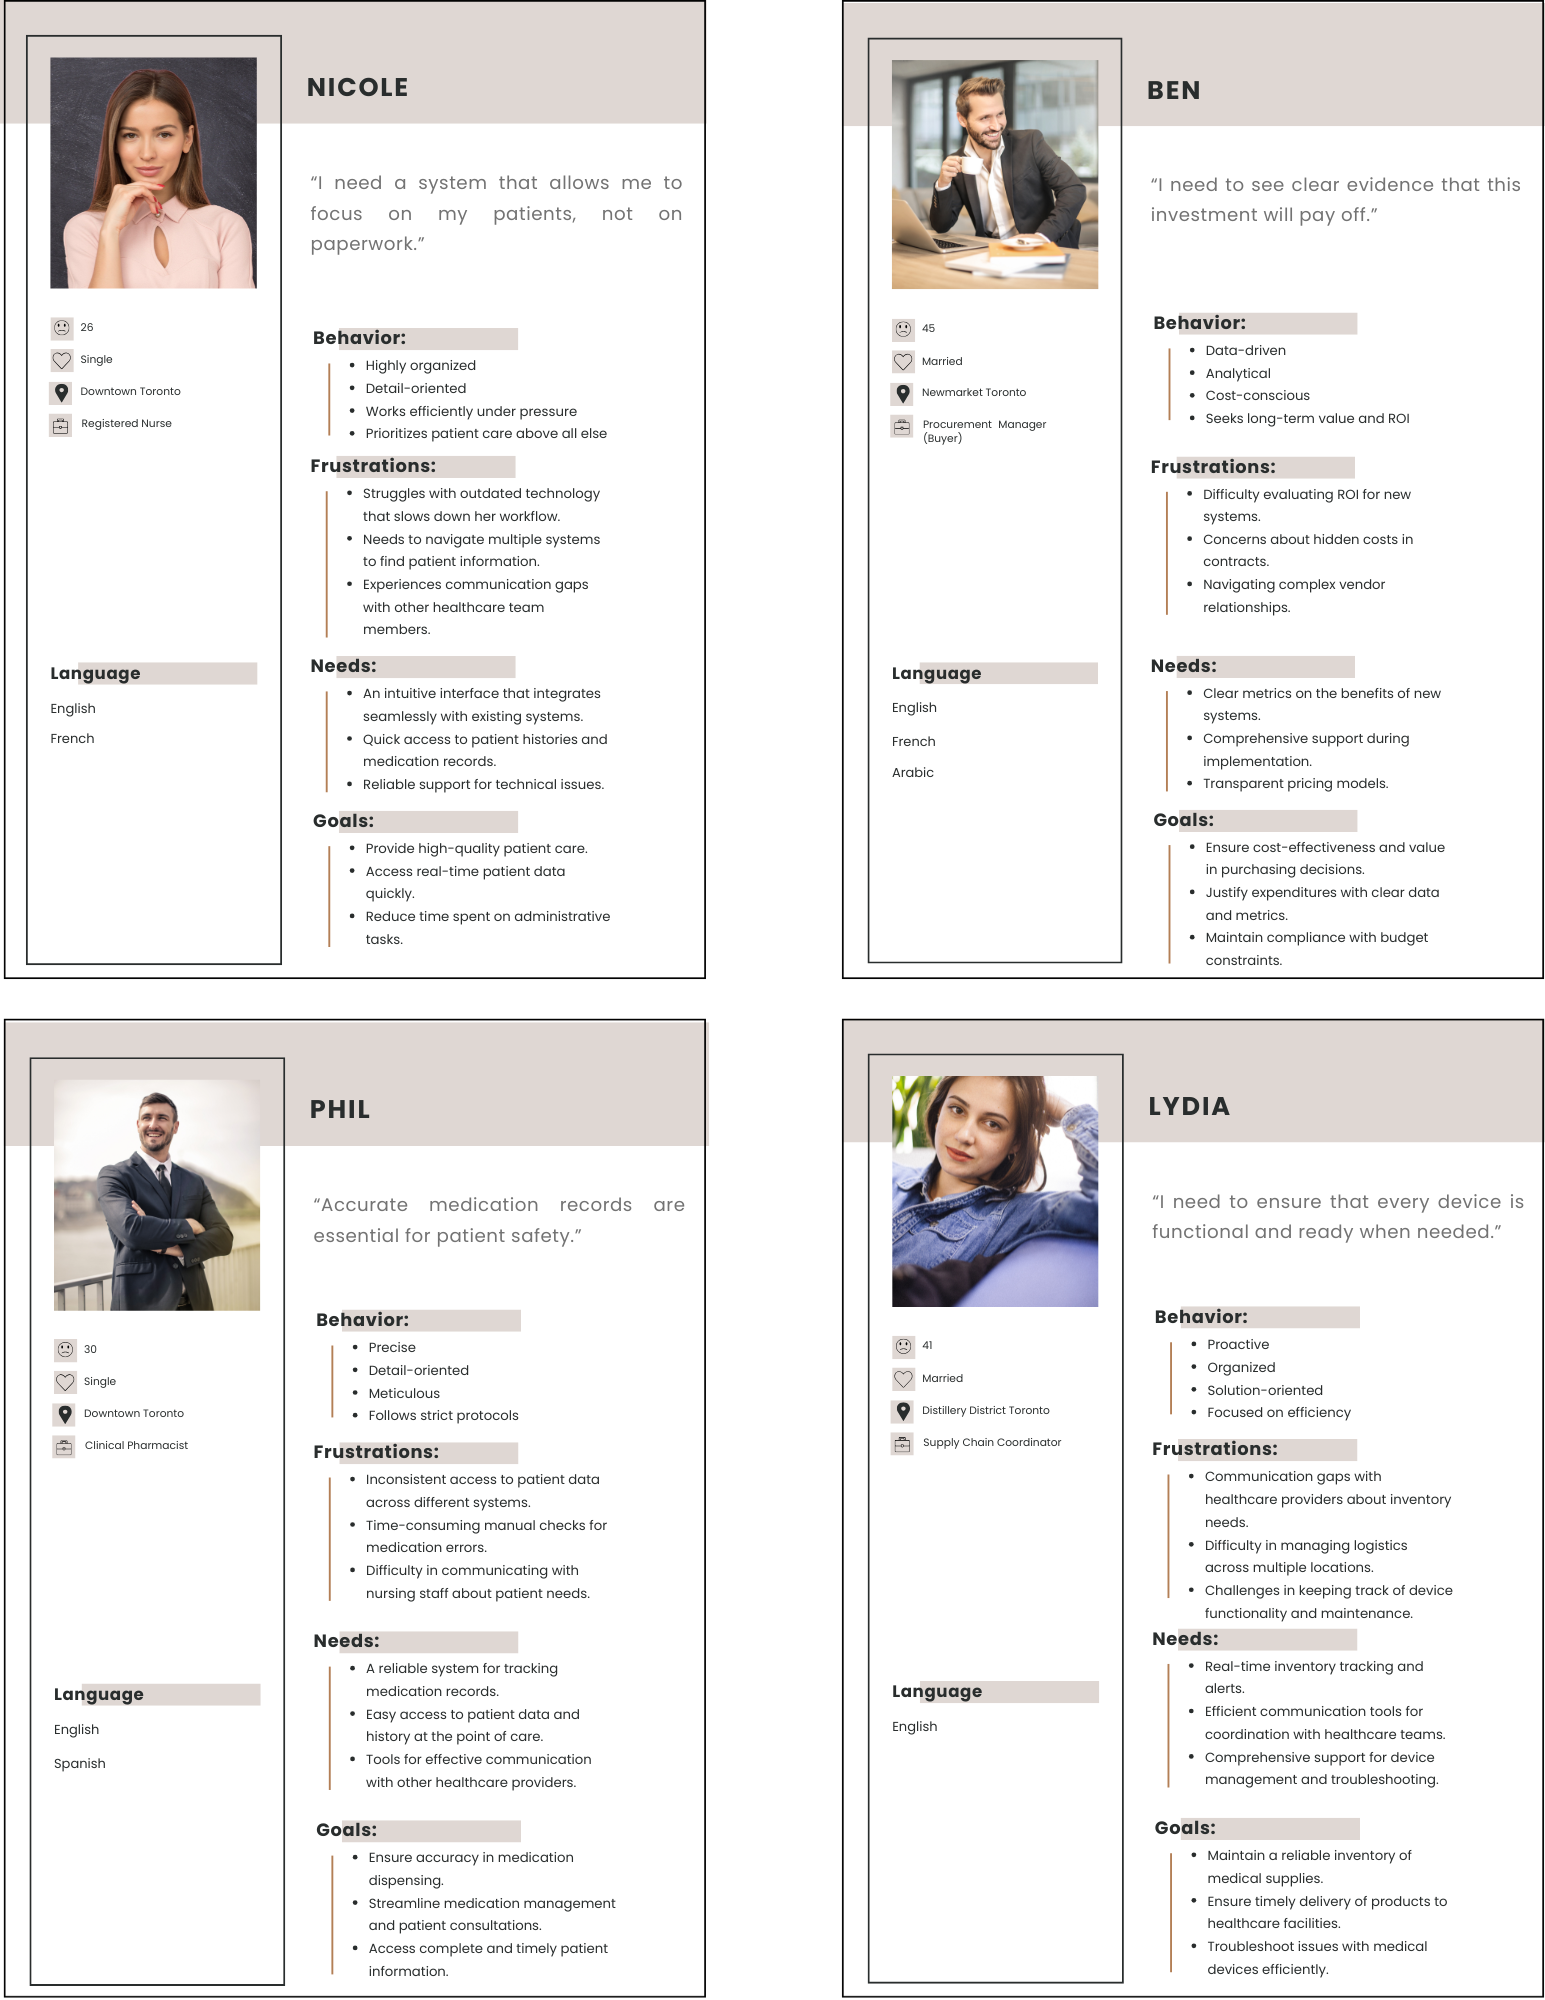 NICOLE
“I need a system that allows me to
focus on my patients, not on
paperwork.”
26
Single
Downtown Toronto
Registered Nurse
Language
English
French
Behavior:
• Highly organized
• Detail-oriented
• Works efficiently under pressure
• Prioritizes patient care above all else
Frustrations:
• Struggles with outdated technology
that slows down her workflow.
• Needs to navigate multiple systems
to find patient information.
• Experiences communication gaps
with other healthcare team
members.
Needs:
• An intuitive interface that integrates
seamlessly with existing systems.
• Quick access to patient histories and
medication records.
• Reliable support for technical issues.
Goals:
• Provide high-quality patient care.
• Access real-time patient data
quickly.
• Reduce time spent on administrative
tasks.
BEN
“I need to see clear evidence that this
investment will pay off.”
45
Married
Newmarket Toronto
Procurement Manager
(Buyer)
Language
English
French
Arabic
Behavior:
• Data-driven
• Analytical
• Cost-conscious
• Seeks long-term value and ROI
Frustrations:
• Difficulty evaluating ROI for new
systems.
• Concerns about hidden costs in
contracts.
• Navigating complex vendor
relationships.
Needs:
• Clear metrics on the benefits of new
systems.
• Comprehensive support during
implementation.
• Transparent pricing models.
Goals:
• Ensure cost-effectiveness and value
in purchasing decisions.
• Justify expenditures with clear data
and metrics.
• Maintain compliance with budget
constraints.
PHIL
“Accurate medication records are
essential for patient safety.”
30
Single
Downtown Toronto
Clinical Pharmacist
Language
English
Spanish
Behavior:
• Precise
• Detail-oriented
• Meticulous
• Follows strict protocols
Frustrations:
• Inconsistent access to patient data
across different systems.
• Time-consuming manual checks for
medication errors.
• Difficulty in communicating with
nursing staff about patient needs.
Needs:
• A reliable system for tracking
medication records.
• Easy access to patient data and
history at the point of care.
• Tools for effective communication
with other healthcare providers.
Goals:
• Ensure accuracy in medication
dispensing.
• Streamline medication management
and patient consultations.
• Access complete and timely patient
information.
LYDIA
“I need to ensure that every device is
functional and ready when needed.”
41
Married
Distillery District Toronto
Supply Chain Coordinator
Language
English
Behavior:
• Proactive
• Organized
• Solution-oriented
• Focused on efficiency
Frustrations:
• Communication gaps with
healthcare providers about inventory
needs.
• Difficulty in managing logistics
across multiple locations.
• Challenges in keeping track of device
functionality and maintenance.
Needs:
• Real-time inventory tracking and
alerts.
• Efficient communication tools for
coordination with healthcare teams.
• Comprehensive support for device
management and troubleshooting.
Goals:
• Maintain a reliable inventory of
medical supplies.
• Ensure timely delivery of products to
healthcare facilities.
• Troubleshoot issues with medical
devices efficiently.